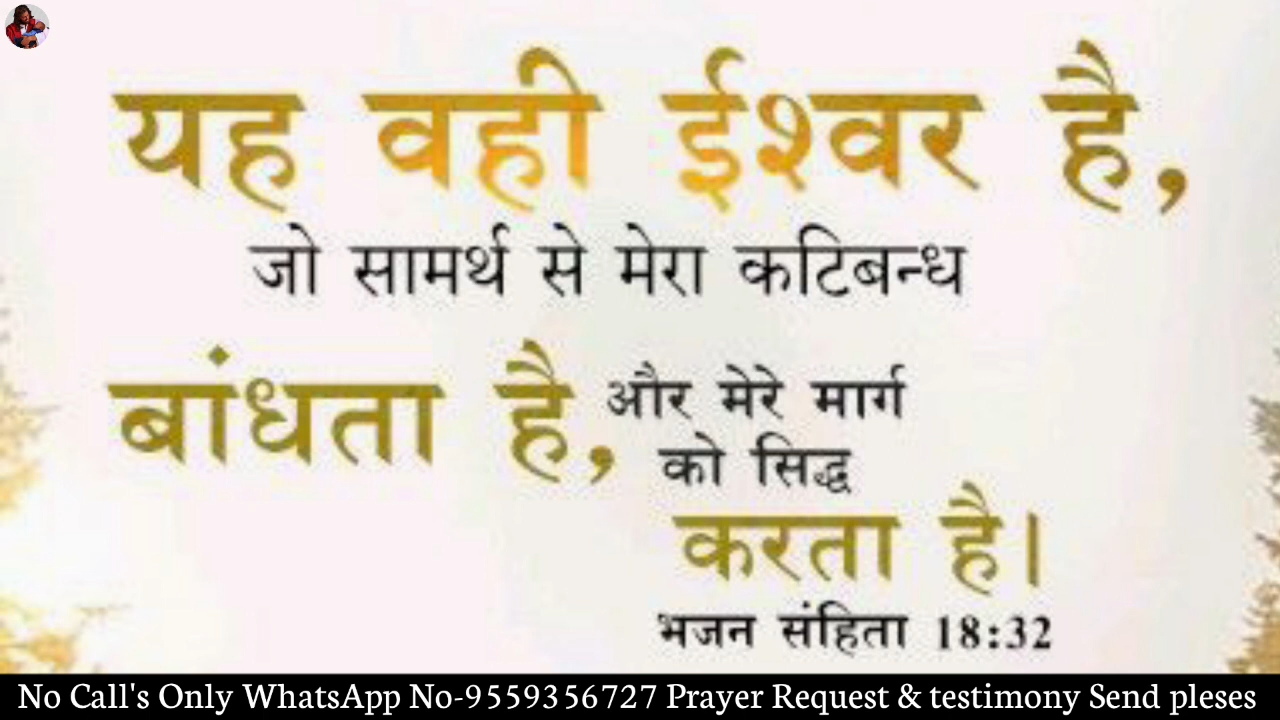 यह वही ईश्वर है,
जो सामर्थ से मेरा कटिबन्ध
बांधता है, और मेरे मार्ग
को सिद्ध
करता है।
भजन संहिता 18:32
No Call's Only WhatsApp No-9559356727 Prayer Request & testimony Send pleses